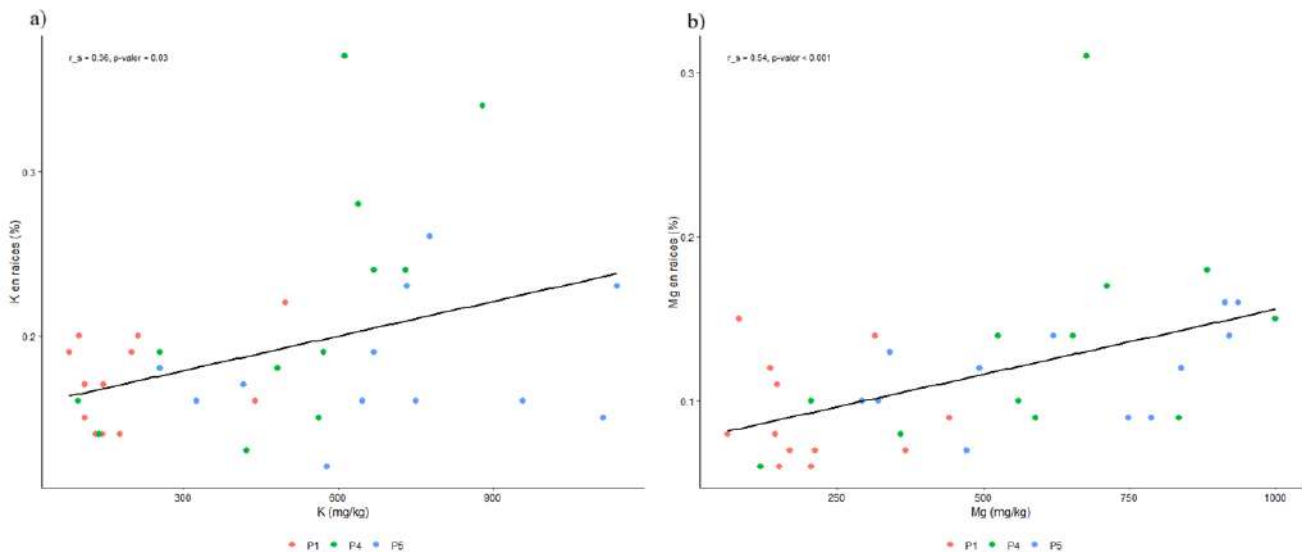 a)
r_s = 0.36, p-valor = 0.03
0.3
0.2
K en raices (%)
300
600
900
K (mg/kg)
P1
P4
P5
b)
r_s = 0.54, p-valor < 0.001
0.3
0.2
0.1
Mg en raices (%)
250
500
750
1000
Mg (mg/kg)
P1
P4
P5